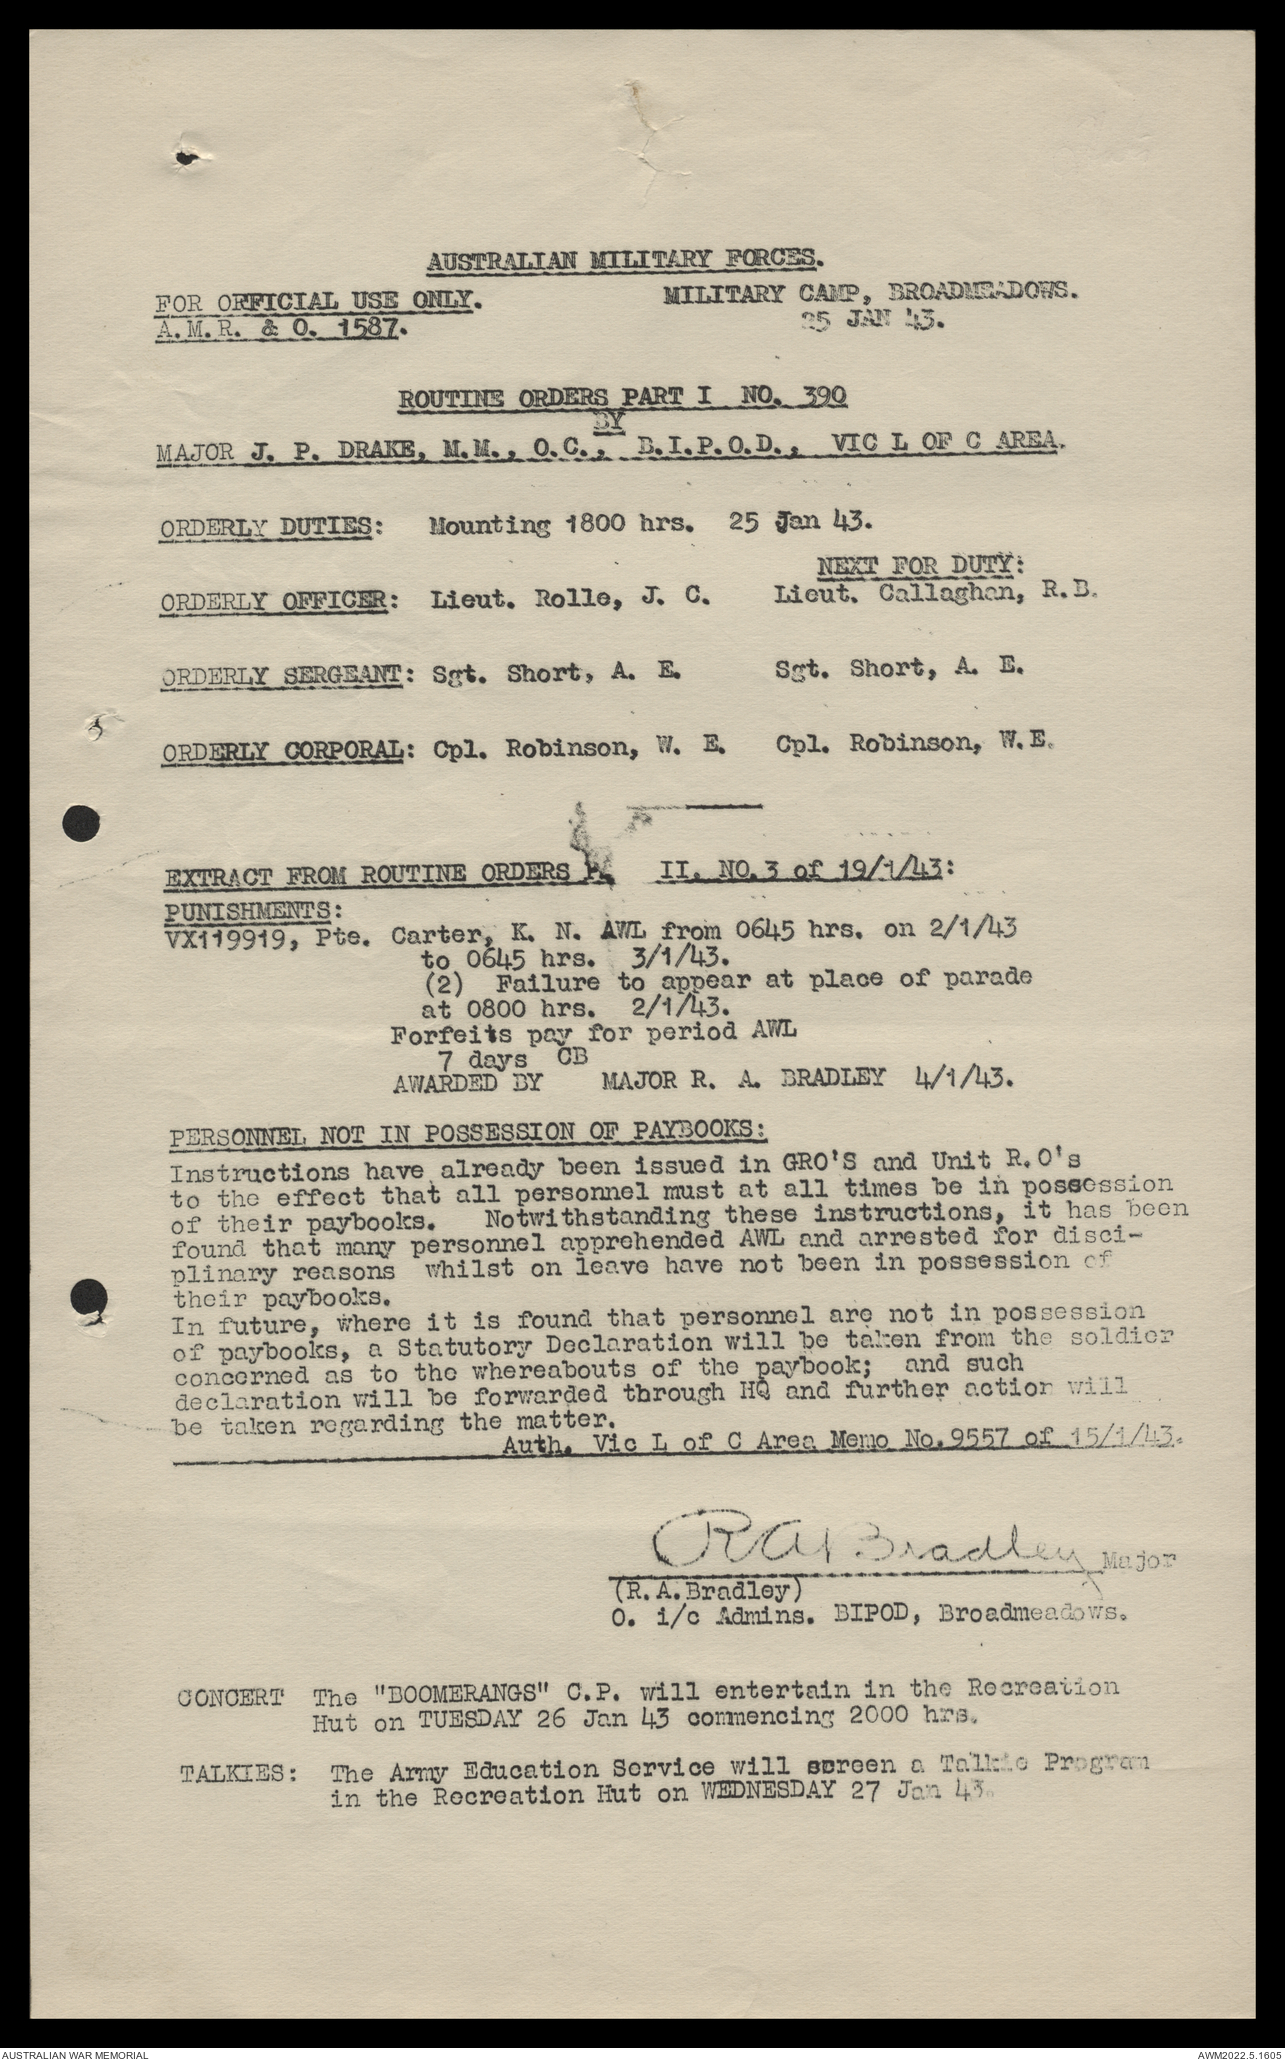 AUSTRALIAN MILITARY FORCES.
FOR OFFICIAL USE ONLY. MILITARY CAMP, BROADMEADOWS.
A.M.R. & O. 1587. 25 JAN 43.
ROUTINE ORDERS PART I NO. 390
BY
MAJOR J. P. DRAKE, M.M., O.C., B.I.P.O.D., VIC L OF C AREA.
ORDERLY DUTIES: Mounting 1800 hrs. 25 Jan 43.
NEXT FOR DUTY:
ORDERLY OFFICER: Lieut. Rolle, J. C. Lieut. Callaghan, R.B.
ORDERLY SERGEANT: Sgt. Short, A. E. Sgt. Short, A. E.
ORDERLY CORPORAL: Cpl. Robinson, W. E. Cpl. Robinson, W.E.
EXTRACT FROM ROUTINE ORDERS II. NO.3 of 19/1/43:
PUNISHMENTS:
VX119919, Pte. Carter, K. N. AWL from 0645 hrs. on 2/1/43
to 0645 hrs. 3/1/43.
(2) Failure to appear at place of parade
at 0800 hrs. 2/1/43.
Forfeits pay for period AWL
7 days CB
AWARDED BY MAJOR R. A. BRADLEY 4/1/43.
PERSONNEL NOT IN POSSESSION OF PAYBOOKS:
Instructions have already been issued in GRO'S and Unit R.O's
to the effect that all personnel must at all times be in possession
of their paybooks. Notwithstanding these instructions, it has been
found that many personnel apprehended AWL and arrested for disci-
plinary reasons whilst on leave have not been in possession of
their paybooks.
In future, where it is found that personnel are not in possession
of paybooks, a Statutory Declaration will be taken from the soldier
concerned as to the whereabouts of the paybook; and such
declaration will be forwarded through HQ and further action will
be taken regarding the matter.
Auth. Vic L of C Area Memo No.9557 of 15/1/43.
R A Bradley Major
(R.A.Bradley)
O. i/c Admins. BIPOD, Broadmeadows.
CONCERT The "BOOMERANGS" C.P. will entertain in the Recreation
Hut on TUESDAY 26 Jan 43 commencing 2000 hrs.
TALKIES: The Army Education Service will screen a Talkie Program
in the Recreation Hut on WEDNESDAY 27 Jan 43.
AUSTRALIAN WAR MEMORIAL AWM2022.5.1605